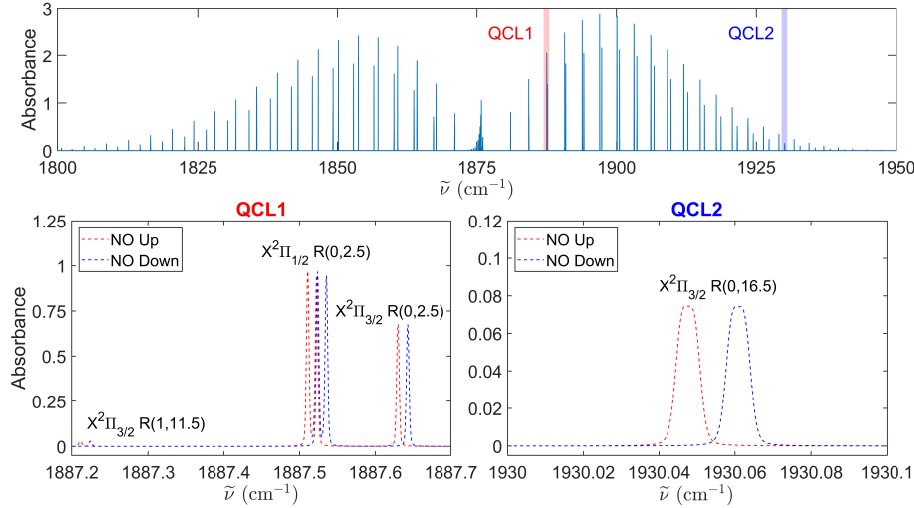 3
2
1
0
Absorbance
QCL1
QCL2
1800 1825 1850 1875 1900 1925 1950
ν̃ (cm⁻¹)
QCL1
1.25
1
0.75
0.5
0.25
0
Absorbance
NO Up
NO Down
X²Π₁/₂ R(0,2.5)
X²Π₃/₂ R(0,2.5)
X²Π₃/₂ R(1,11.5)
1887.2 1887.3 1887.4 1887.5 1887.6 1887.7
ν̃ (cm⁻¹)
QCL2
0.12
0.1
0.08
0.06
0.04
0.02
0
NO Up
NO Down
X²Π₃/₂ R(0,16.5)
1930 1930.02 1930.04 1930.06 1930.08 1930.1
ν̃ (cm⁻¹)